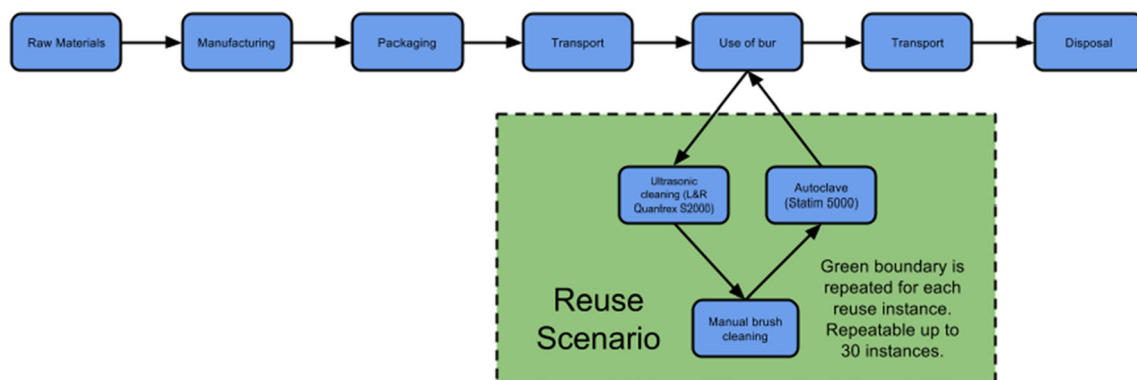 Raw Materials
Manufacturing
Packaging
Transport
Use of bur
Transport
Disposal
Ultrasonic
cleaning (L&R
Quantrex S2000)
Autoclave
(Statim 5000)
Manual brush
cleaning
Reuse
Scenario
Green boundary is
repeated for each
reuse instance.
Repeatable up to
30 instances.